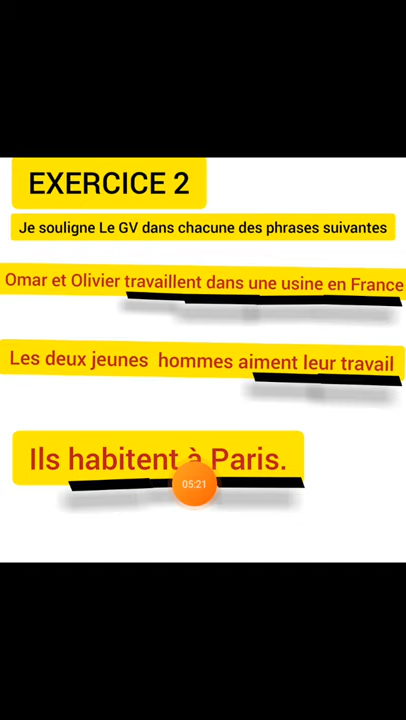 EXERCICE 2
Je souligne Le GV dans chacune des phrases suivantes
Omar et Olivier travaillent dans une usine en France
Les deux jeunes hommes aiment leur travail
Ils habitent à Paris.
05:21